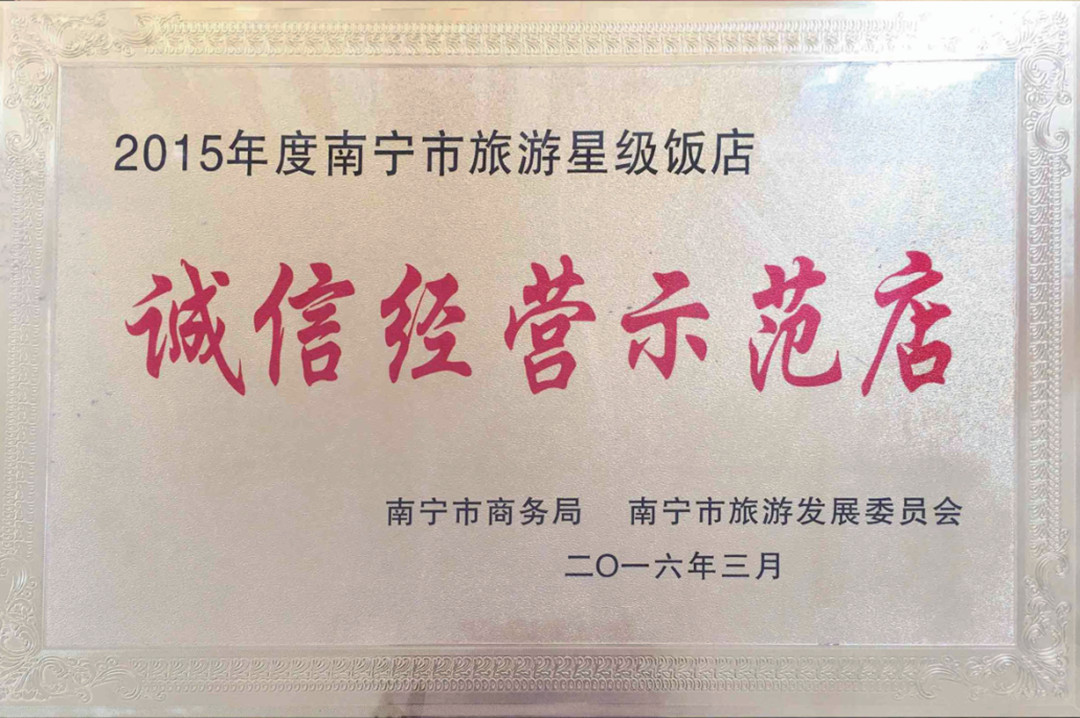 2015年度南宁市旅游星级饭店
诚信经营示范店
南宁市商务局 南宁市旅游发展委员会
二〇一六年三月